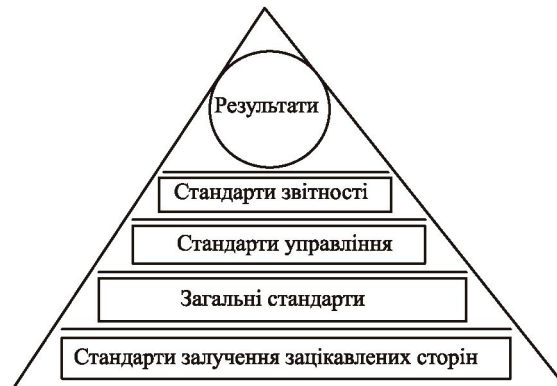 Результати
Стандарти звітності
Стандарти управління
Загальні стандарти
Стандарти залучення зацікавлених сторін